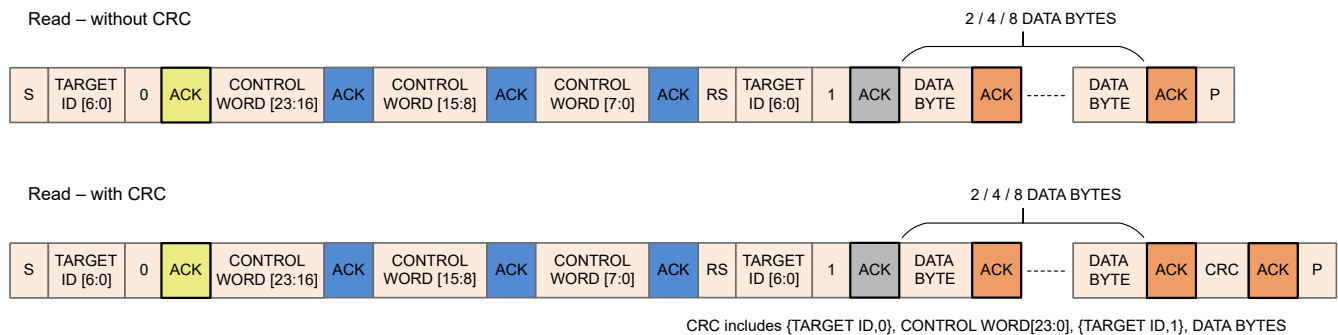 Read – without CRC
2 / 4 / 8 DATA BYTES
S TARGET ID [6:0] 0 ACK CONTROL WORD [23:16] ACK CONTROL WORD [15:8] ACK CONTROL WORD [7:0] ACK RS TARGET ID [6:0] 1 ACK DATA BYTE ACK ------ DATA BYTE ACK P
Read – with CRC
2 / 4 / 8 DATA BYTES
S TARGET ID [6:0] 0 ACK CONTROL WORD [23:16] ACK CONTROL WORD [15:8] ACK CONTROL WORD [7:0] ACK RS TARGET ID [6:0] 1 ACK DATA BYTE ACK ------ DATA BYTE ACK CRC ACK P
CRC includes {TARGET ID,0}, CONTROL WORD[23:0], {TARGET ID,1}, DATA BYTES